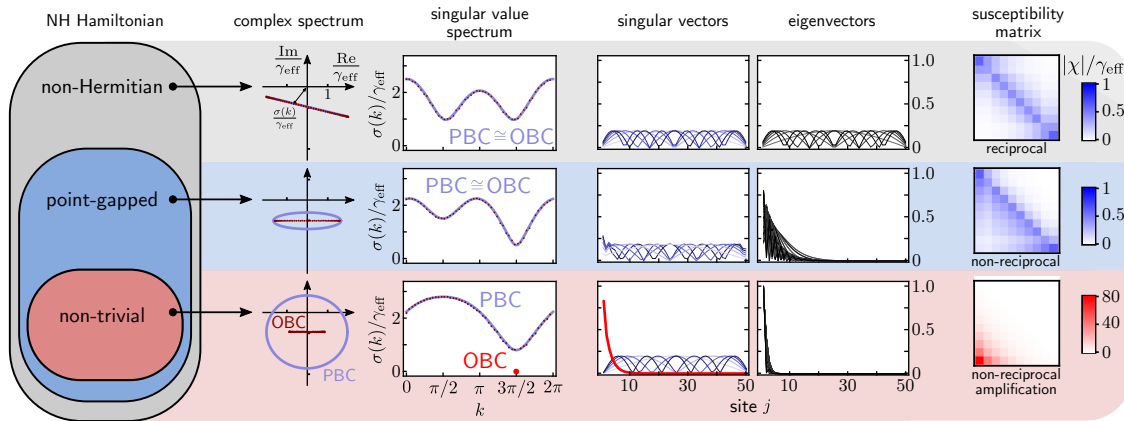 NH Hamiltonian
complex spectrum
singular value
spectrum
singular vectors
eigenvectors
susceptibility
matrix
non-Hermitian
Im
γeff
Re
γeff
1
σ(k)
γeff
σ(k)/γeff
2
0
PBC≅OBC
1.0
0.5
0
|χ|/γeff
1
0.5
0
reciprocal
point-gapped
σ(k)/γeff
2
0
PBC≅OBC
1.0
0.5
0
1
0.5
0
non-reciprocal
non-trivial
OBC
PBC
σ(k)/γeff
2
0
PBC
OBC
0 π/2 π 3π/2 2π
k
10 30 50
10 30 50
site j
1.0
0.5
0
80
40
0
non-reciprocal
amplification